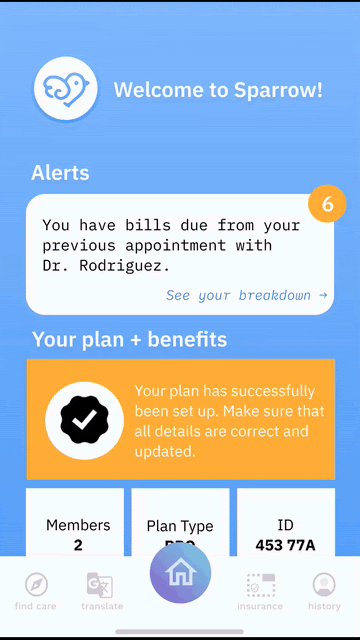 Welcome to Sparrow!
Alerts
6
You have bills due from your
previous appointment with
Dr. Rodriguez.
See your breakdown →
Your plan + benefits
Your plan has successfully
been set up. Make sure that
all details are correct and
updated.
Members
2
Plan Type
PPO
ID
453 77A
find care
translate
insurance
history